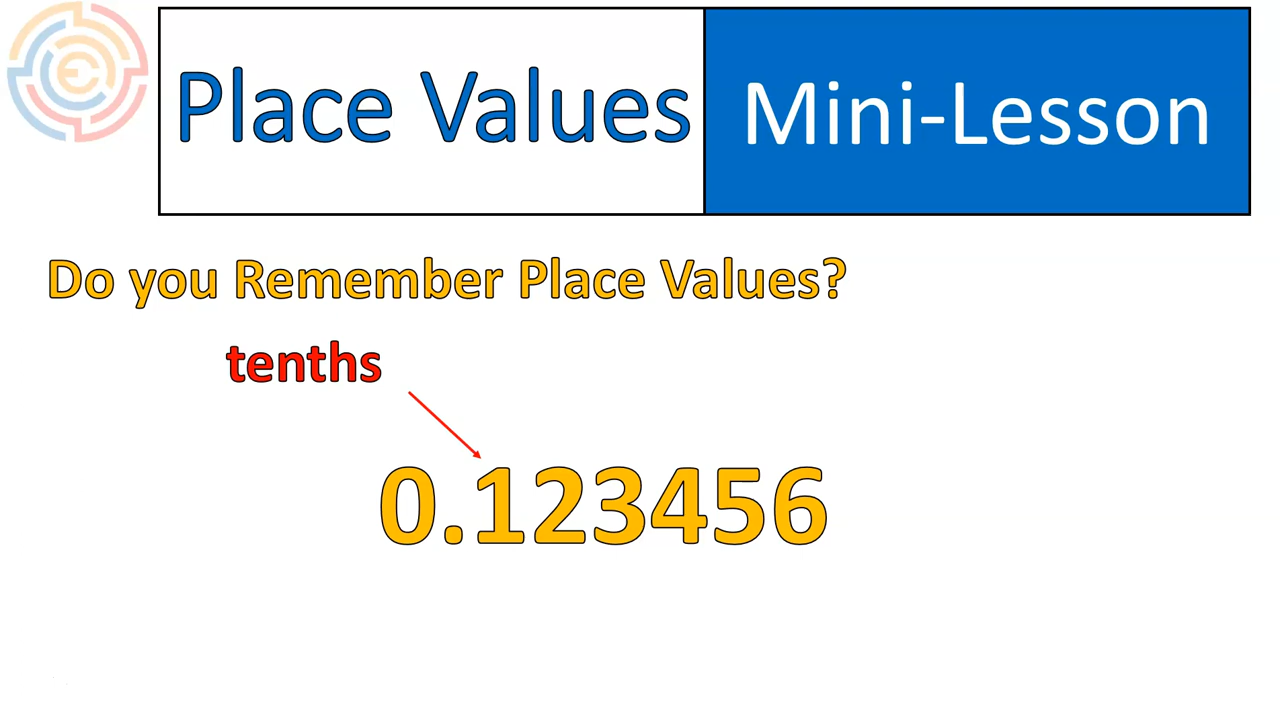 Place Values
Mini-Lesson
Do you Remember Place Values?
tenths
0.123456